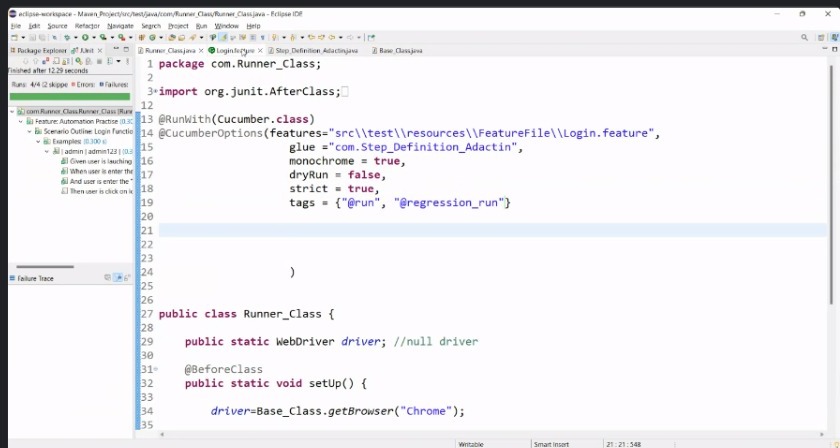 eclipse-workspace - Maven_Project/src/test/java/com/Runner_Class/Runner_Class.java - Eclipse IDE
File Edit Source Refactor Navigate Search Project Run Window Help
Package Explorer JUnit
Runner_Class.java Login.feature Step_Definition_Adactin.java Base_Class.java
Finished after 12.29 seconds
Runs: 4/4 (2 skippe Errors: Failures:
com.Runner_Class.Runner_Class [Run
Feature: Automation Practise (0.300
Scenario Outline: Login Functio
Examples: (0.300 s)
| admin | admin123 | (0.3
Given user is lauching
When user is enter the
And user is enter the "
Then user is click on l
Failure Trace
1 package com.Runner_Class;
2
3 import org.junit.AfterClass;
12
13 @RunWith(Cucumber.class)
14 @CucumberOptions(features="src\\test\\resources\\FeatureFile\\Login.feature",
15 glue ="com.Step_Definition_Adactin",
16 monochrome = true,
17 dryRun = false,
18 strict = true,
19 tags = {"@run", "@regression_run"}
20
21
22
23
24 )
25
26
27 public class Runner_Class {
28
29 public static WebDriver driver; //null driver
30
31 @BeforeClass
32 public static void setUp() {
33
34 driver=Base_Class.getBrowser("Chrome");
35
Writable Smart Insert 21 : 21 : 548